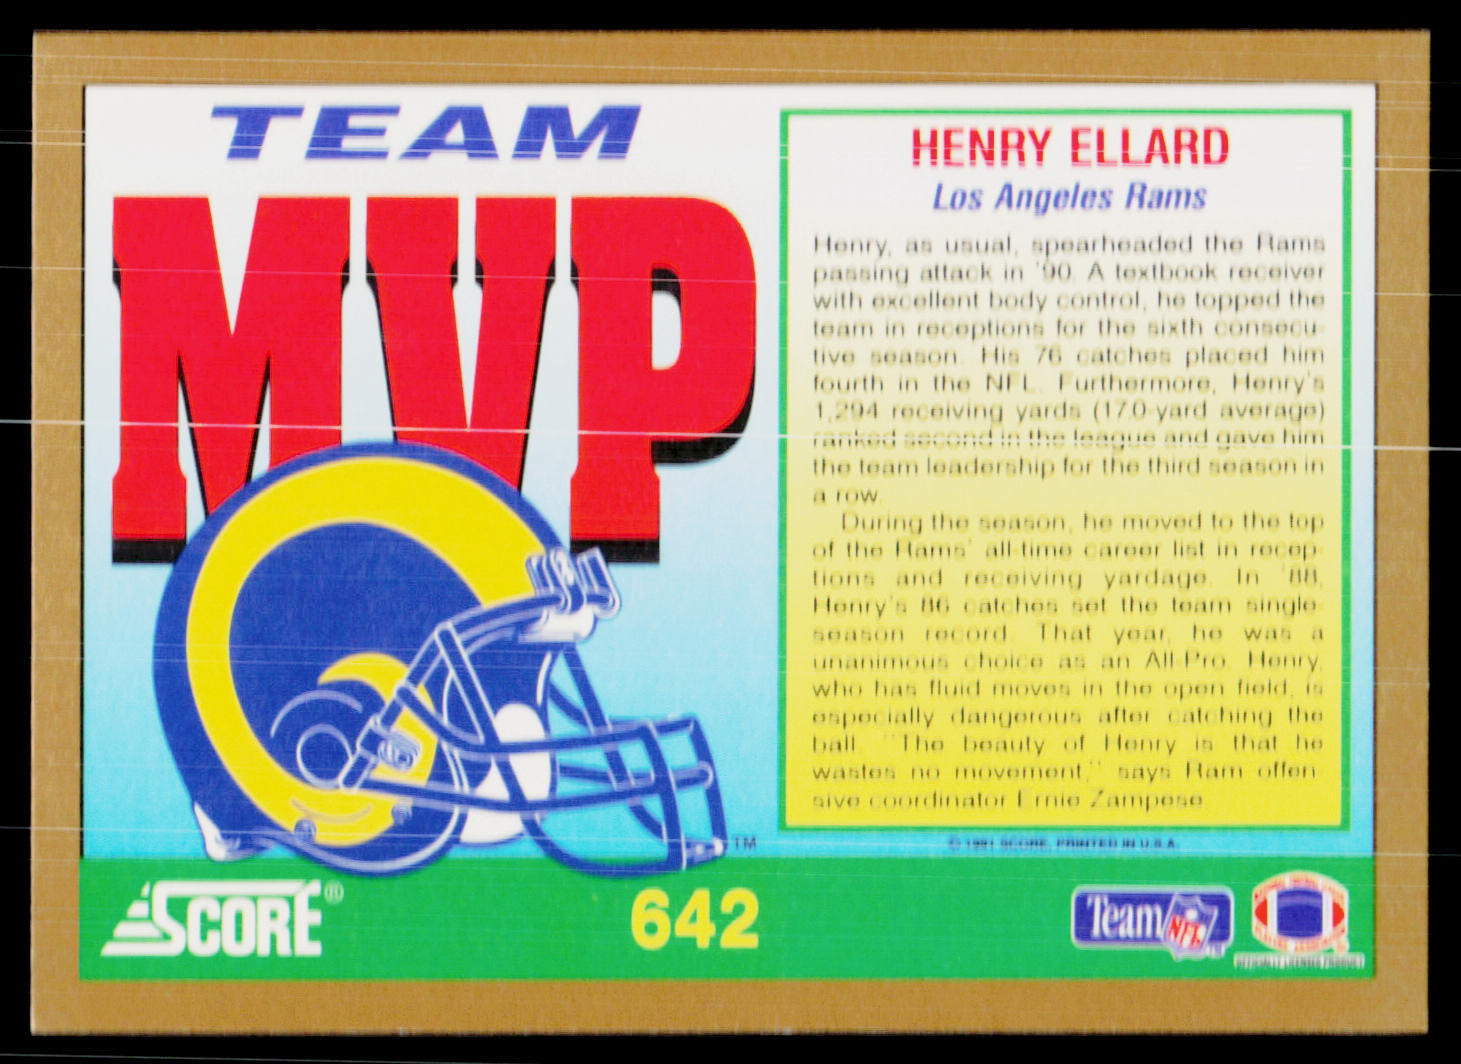 TEAM
MVP
HENRY ELLARD
Los Angeles Rams
Henry, as usual, spearheaded the Rams
passing attack in '90. A textbook receiver
with excellent body control, he topped the
team in receptions for the sixth consecu-
tive season. His 76 catches placed him
fourth in the NFL. Furthermore, Henry's
1,294 receiving yards (17.0-yard average)
ranked second in the league and gave him
the team leadership for the third season in
a row.
During the season, he moved to the top
of the Rams' all-time career list in recep-
tions and receiving yardage. In '88,
Henry's 86 catches set the team single-
season record. That year, he was a
unanimous choice as an All-Pro. Henry,
who has fluid moves in the open field, is
especially dangerous after catching the
ball. "The beauty of Henry is that he
wastes no movement," says Ram offen-
sive coordinator Ernie Zampese.
TM
© 1991 SCORE, PRINTED IN U.S.A.
SCORE®
642
Team NFL
OFFICIALLY LICENSED PRODUCT